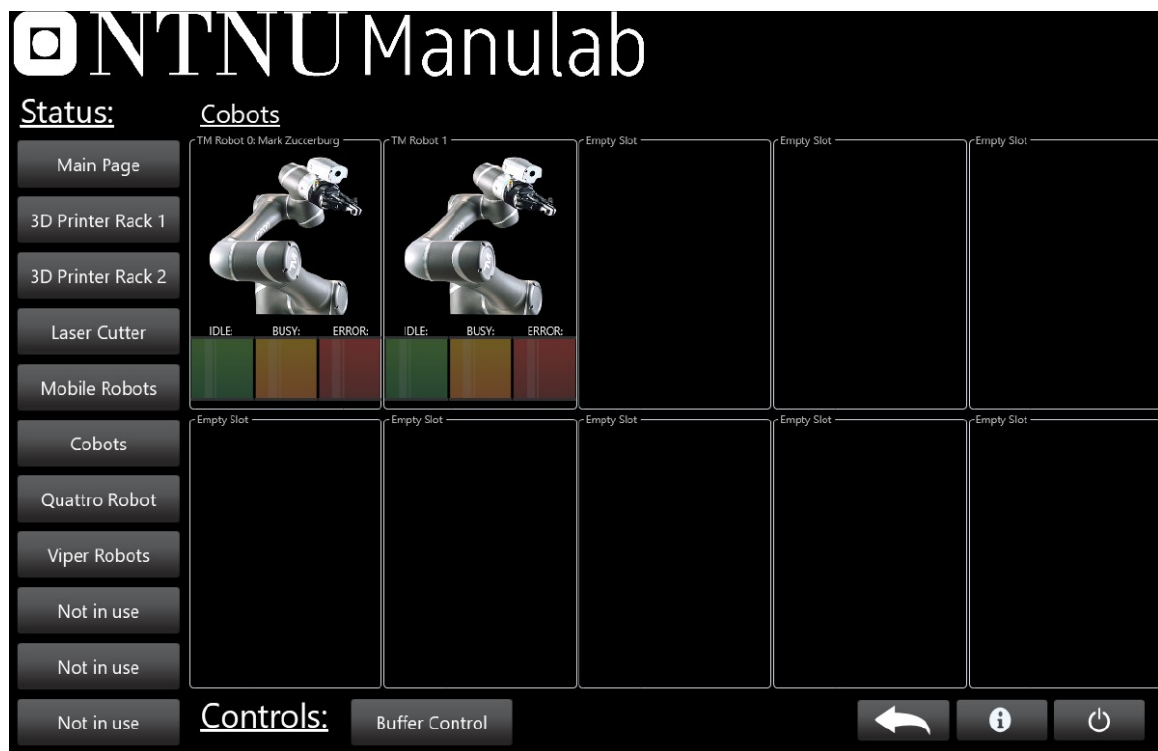 NTNU Manulab
Status:
Cobots
Main Page
3D Printer Rack 1
3D Printer Rack 2
Laser Cutter
Mobile Robots
Cobots
Quattro Robot
Viper Robots
Not in use
Not in use
Not in use
TM Robot 0: Mark Zuccerburg
IDLE: BUSY: ERROR:
TM Robot 1
IDLE: BUSY: ERROR:
Empty Slot
Empty Slot
Empty Slot
Empty Slot
Empty Slot
Empty Slot
Empty Slot
Empty Slot
Controls:
Buffer Control